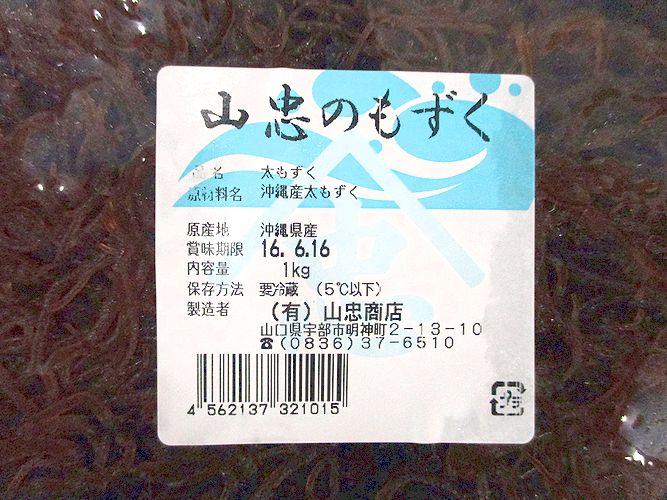 山忠のもずく
品名 太もずく
原材料名 沖縄産太もずく
原産地 沖縄県産
賞味期限 16. 6.16
内容量 1kg
保存方法 要冷蔵 (5℃以下)
製造者 (有)山忠商店
山口県宇部市明神町2-13-10
☎(0836)37-6510
4 562137 321015